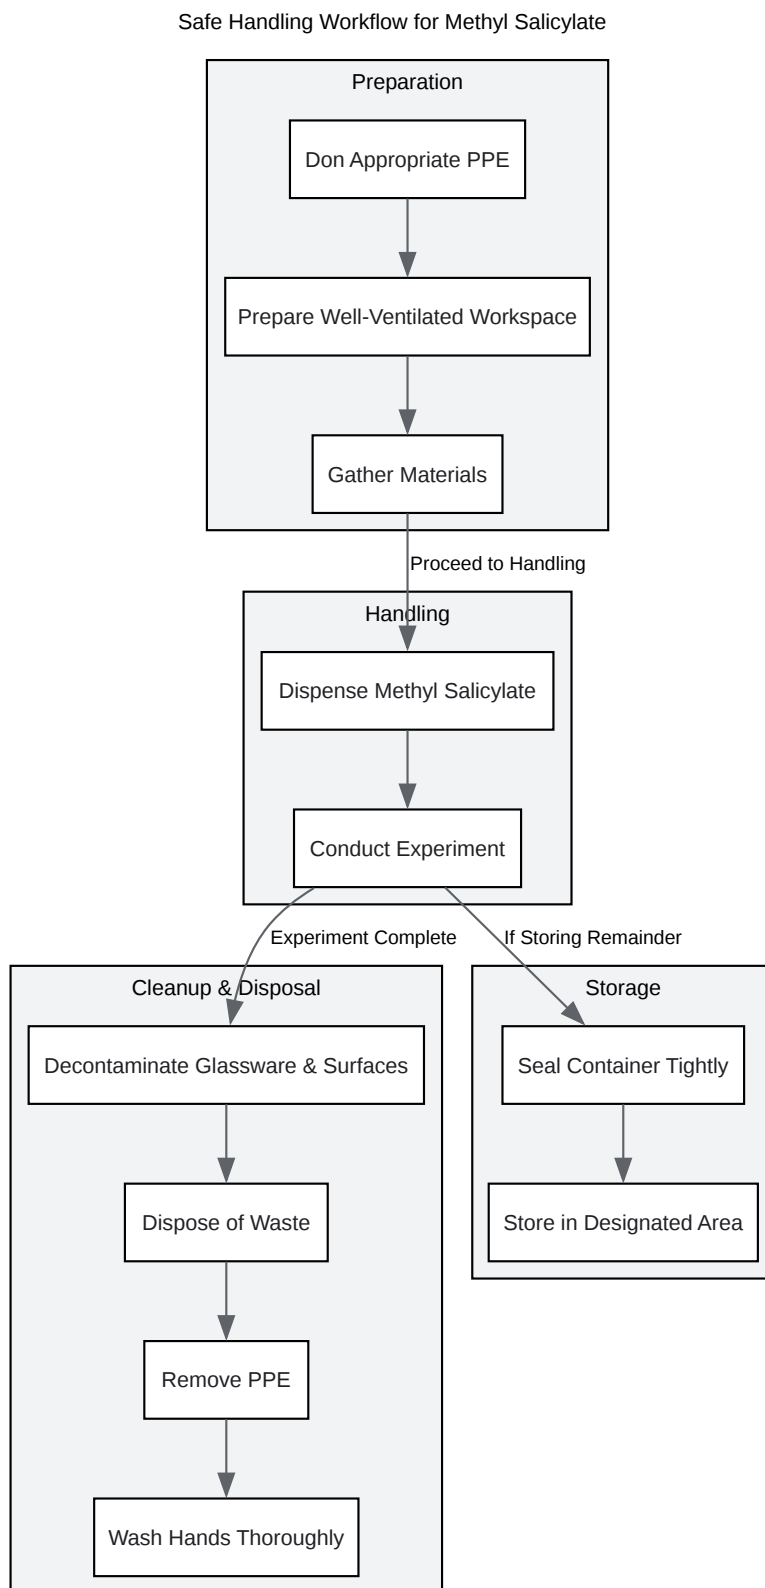 Safe Handling Workflow for Methyl Salicylate
Preparation
Don Appropriate PPE
Prepare Well-Ventilated Workspace
Gather Materials
Proceed to Handling
Handling
Dispense Methyl Salicylate
Conduct Experiment
Experiment Complete
If Storing Remainder
Cleanup & Disposal
Decontaminate Glassware & Surfaces
Dispose of Waste
Remove PPE
Wash Hands Thoroughly
Storage
Seal Container Tightly
Store in Designated Area